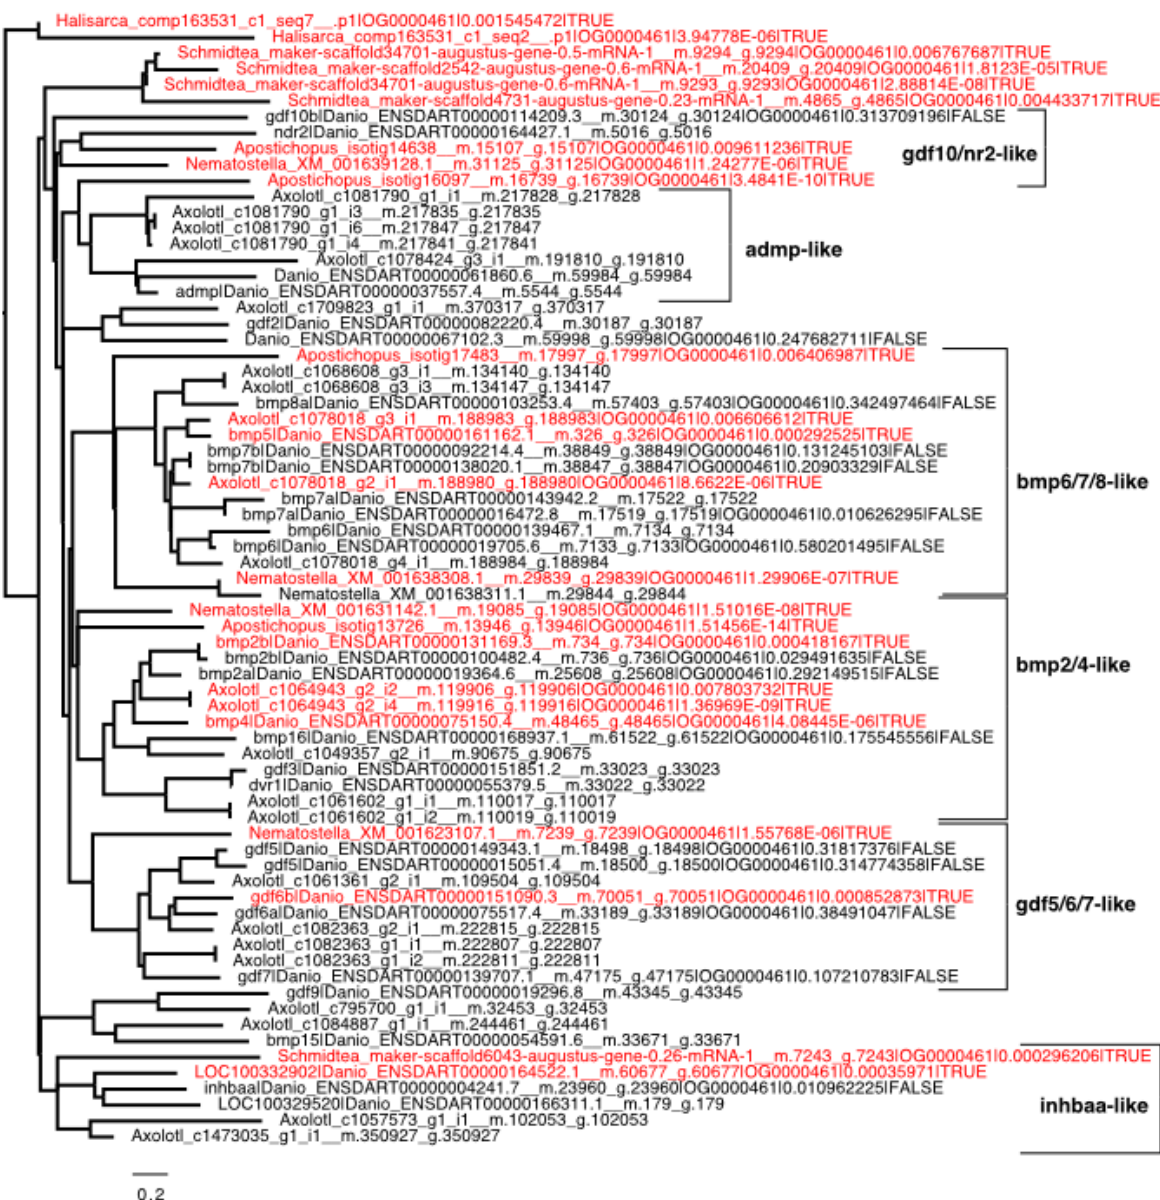 Halisarca_comp163531_c1_seq7__.p1|OG0000461|0.001545472|TRUE
Halisarca_comp163531_c1_seq2__.p1|OG0000461|3.94778E-06|TRUE
Schmidtea_maker-scaffold34701-augustus-gene-0.5-mRNA-1__m.9294_g.9294|OG0000461|0.006767687|TRUE
Schmidtea_maker-scaffold2542-augustus-gene-0.6-mRNA-1__m.20409_g.20409|OG0000461|1.8123E-05|TRUE
Schmidtea_maker-scaffold34701-augustus-gene-0.6-mRNA-1__m.9293_g.9293|OG0000461|2.88814E-08|TRUE
Schmidtea_maker-scaffold4731-augustus-gene-0.23-mRNA-1__m.4865_g.4865|OG0000461|0.004433717|TRUE
gdf10b|Danio_ENSDART00000114209.3__m.30124_g.30124|OG0000461|0.313709196|FALSE
ndr2|Danio_ENSDART00000164427.1__m.5016_g.5016
Apostichopus_isotig14638__m.15107_g.15107|OG0000461|0.009611236|TRUE
gdf10/nr2-like
Nematostella_XM_001639128.1__m.31125_g.31125|OG0000461|1.24277E-06|TRUE
Apostichopus_isotig16097__m.16739_g.16739|OG0000461|3.4841E-10|TRUE
Axolotl_c1081790_g1_i1__m.217828_g.217828
Axolotl_c1081790_g1_i3__m.217835_g.217835
Axolotl_c1081790_g1_i6__m.217847_g.217847
Axolotl_c1081790_g1_i4__m.217841_g.217841
admp-like
Axolotl_c1078424_g3_i1__m.191810_g.191810
Danio_ENSDART00000061860.6__m.59984_g.59984
admp|Danio_ENSDART00000037557.4__m.5544_g.5544
Axolotl_c1709823_g1_i1__m.370317_g.370317
gdf2|Danio_ENSDART00000082220.4__m.30187_g.30187
Danio_ENSDART00000067102.3__m.59998_g.59998|OG0000461|0.247682711|FALSE
Apostichopus_isotig17483__m.17997_g.17997|OG0000461|0.006406987|TRUE
Axolotl_c1068608_g3_i1__m.134140_g.134140
Axolotl_c1068608_g3_i3__m.134147_g.134147
bmp8a|Danio_ENSDART00000103253.4__m.57403_g.57403|OG0000461|0.342497464|FALSE
Axolotl_c1078018_g3_i1__m.188983_g.188983|OG0000461|0.006606612|TRUE
bmp5|Danio_ENSDART00000161162.1__m.326_g.326|OG0000461|0.000292525|TRUE
bmp7b|Danio_ENSDART00000092214.4__m.38849_g.38849|OG0000461|0.131245103|FALSE
bmp7b|Danio_ENSDART00000138020.1__m.38847_g.38847|OG0000461|0.20903329|FALSE
Axolotl_c1078018_g2_i1__m.188980_g.188980|OG0000461|8.6622E-06|TRUE
bmp6/7/8-like
bmp7a|Danio_ENSDART00000143942.2__m.17522_g.17522
bmp7a|Danio_ENSDART00000016472.8__m.17519_g.17519|OG0000461|0.010626295|FALSE
bmp6|Danio_ENSDART00000139467.1__m.7134_g.7134
bmp6|Danio_ENSDART00000019705.6__m.7133_g.7133|OG0000461|0.580201495|FALSE
Axolotl_c1078018_g4_i1__m.188984_g.188984
Nematostella_XM_001638308.1__m.29839_g.29839|OG0000461|1.29906E-07|TRUE
Nematostella_XM_001638311.1__m.29844_g.29844
Nematostella_XM_001631142.1__m.19085_g.19085|OG0000461|1.51016E-08|TRUE
Apostichopus_isotig13726__m.13946_g.13946|OG0000461|1.51456E-14|TRUE
bmp2b|Danio_ENSDART00000131169.3__m.734_g.734|OG0000461|0.000418167|TRUE
bmp2b|Danio_ENSDART00000100482.4__m.736_g.736|OG0000461|0.029491635|FALSE
bmp2/4-like
bmp2a|Danio_ENSDART00000019364.6__m.25608_g.25608|OG0000461|0.292149515|FALSE
Axolotl_c1064943_g2_i2__m.119906_g.119906|OG0000461|0.007803732|TRUE
Axolotl_c1064943_g2_i4__m.119916_g.119916|OG0000461|1.36969E-09|TRUE
bmp4|Danio_ENSDART00000075150.4__m.48465_g.48465|OG0000461|4.08445E-06|TRUE
bmp16|Danio_ENSDART00000168937.1__m.61522_g.61522|OG0000461|0.175545556|FALSE
Axolotl_c1049357_g2_i1__m.90675_g.90675
gdf3|Danio_ENSDART00000151851.2__m.33023_g.33023
dvr1|Danio_ENSDART00000055379.5__m.33022_g.33022
Axolotl_c1061602_g1_i1__m.110017_g.110017
Axolotl_c1061602_g1_i2__m.110019_g.110019
Nematostella_XM_001623107.1__m.7239_g.7239|OG0000461|1.55768E-06|TRUE
gdf5|Danio_ENSDART00000149343.1__m.18498_g.18498|OG0000461|0.31817376|FALSE
gdf5|Danio_ENSDART00000015051.4__m.18500_g.18500|OG0000461|0.314774358|FALSE
Axolotl_c1061361_g2_i1__m.109504_g.109504
gdf6b|Danio_ENSDART00000151090.3__m.70051_g.70051|OG0000461|0.000852873|TRUE
gdf5/6/7-like
gdf6a|Danio_ENSDART00000075517.4__m.33189_g.33189|OG0000461|0.38491047|FALSE
Axolotl_c1082363_g2_i1__m.222815_g.222815
Axolotl_c1082363_g1_i1__m.222807_g.222807
Axolotl_c1082363_g1_i2__m.222811_g.222811
gdf7|Danio_ENSDART00000139707.1__m.47175_g.47175|OG0000461|0.107210783|FALSE
gdf9|Danio_ENSDART00000019296.8__m.43345_g.43345
Axolotl_c795700_g1_i1__m.32453_g.32453
Axolotl_c1084887_g1_i1__m.244461_g.244461
bmp15|Danio_ENSDART00000054591.6__m.33671_g.33671
Schmidtea_maker-scaffold6043-augustus-gene-0.26-mRNA-1__m.7243_g.7243|OG0000461|0.000296206|TRUE
LOC100332902|Danio_ENSDART00000164522.1__m.60677_g.60677|OG0000461|0.00035971|TRUE
inhbaa|Danio_ENSDART00000004241.7__m.23960_g.23960|OG0000461|0.010962225|FALSE
LOC100329520|Danio_ENSDART00000166311.1__m.179_g.179
inhbaa-like
Axolotl_c1057573_g1_i1__m.102053_g.102053
Axolotl_c1473035_g1_i1__m.350927_g.350927
0.2